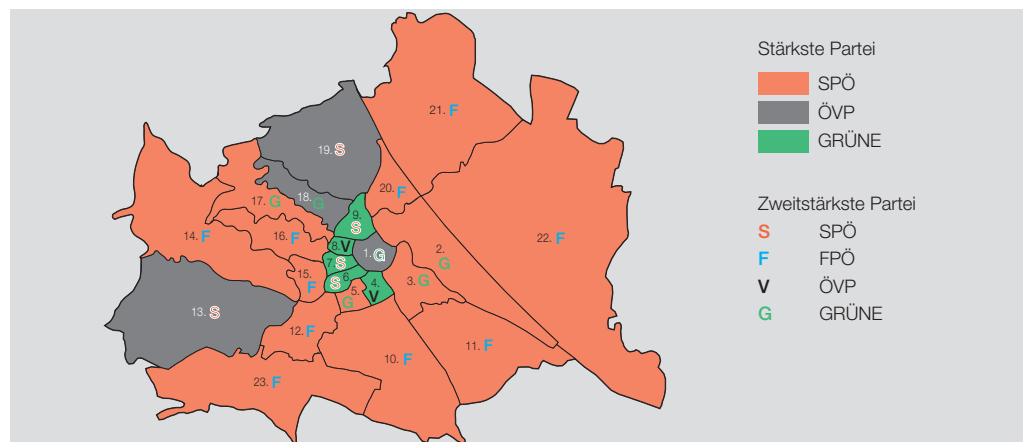 Stärkste Partei
SPÖ
ÖVP
GRÜNE
Zweitstärkste Partei
S SPÖ
F FPÖ
V ÖVP
G GRÜNE
21. F
19. S
20. F
18. G
17. G
9. S
14. F
16. F
8. V
1. G
2. G
22. F
7. S
15. F
6. S
5. G
4. V
3. G
13. S
12. F
10. F
11. F
23. F